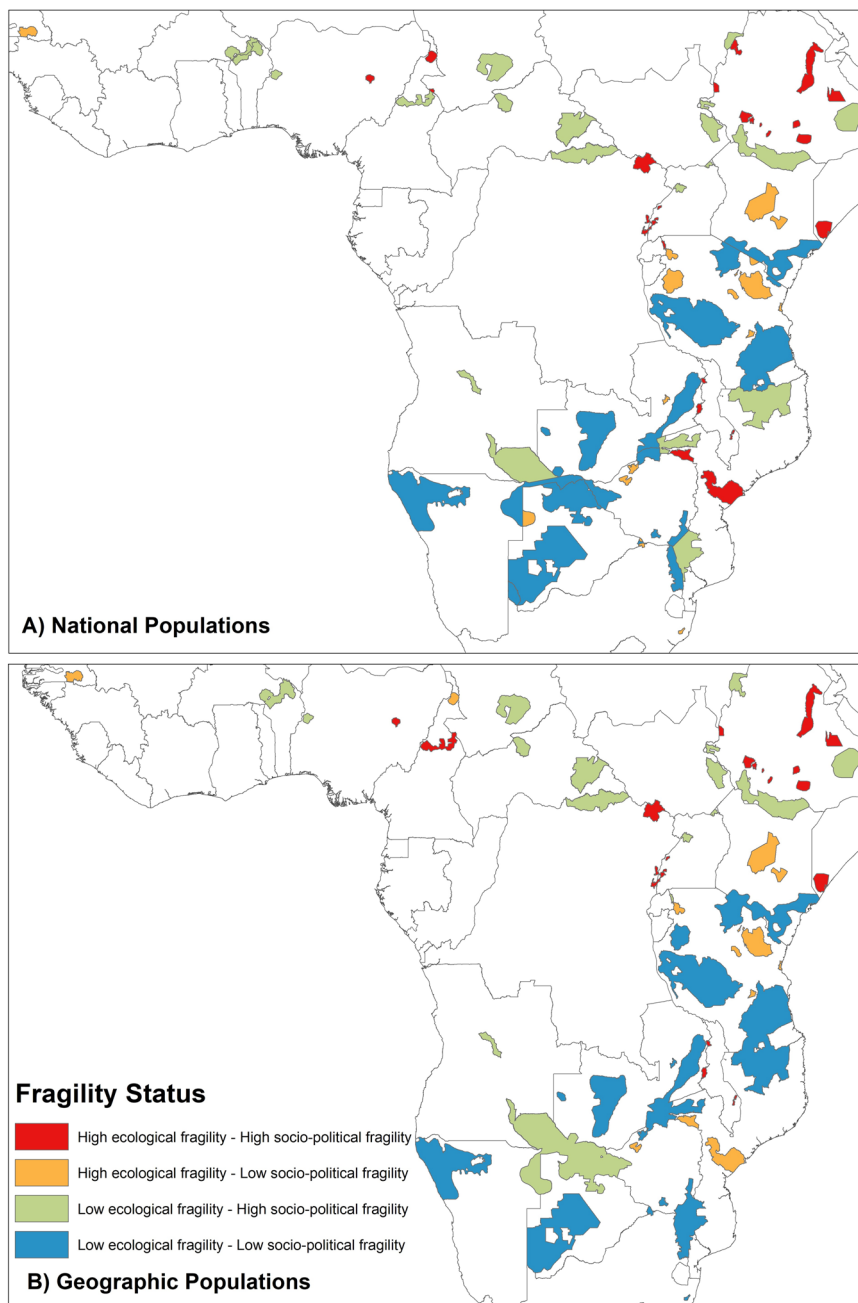 A) National Populations
Fragility Status
High ecological fragility - High socio-political fragility
High ecological fragility - Low socio-political fragility
Low ecological fragility - High socio-political fragility
Low ecological fragility - Low socio-political fragility
B) Geographic Populations